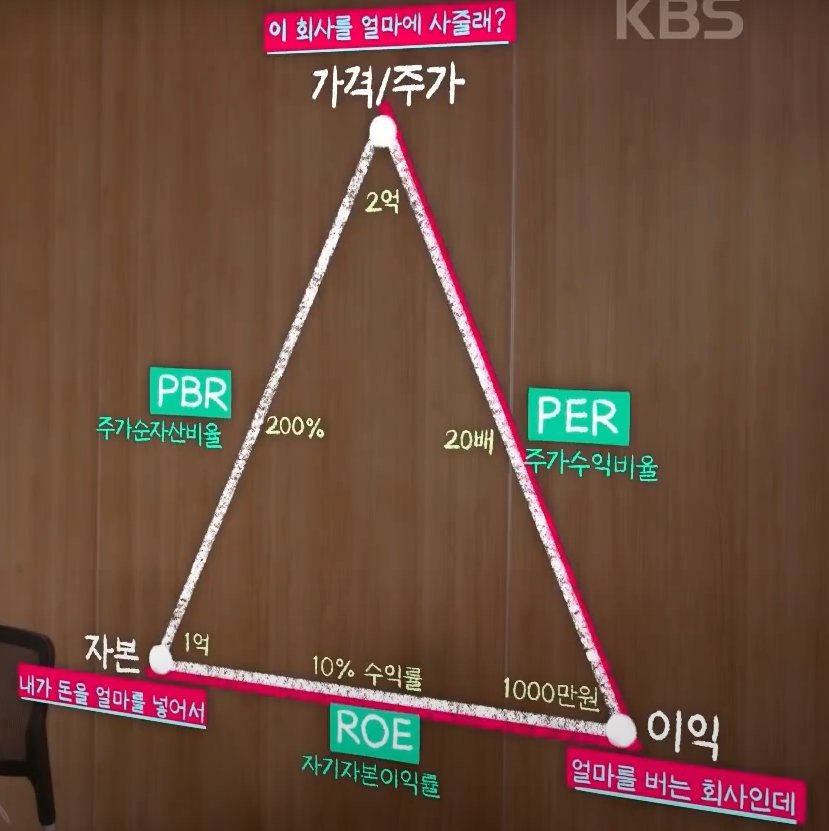 KBS
이 회사를 얼마에 사줄래?
가격/주가
2억
PBR
주가순자산비율
200%
20배
PER
주가수익비율
자본
1억
내가 돈을 얼마를 넣어서
10% 수익률
ROE
자기자본이익률
1000만원
이익
얼마를 버는 회사인데